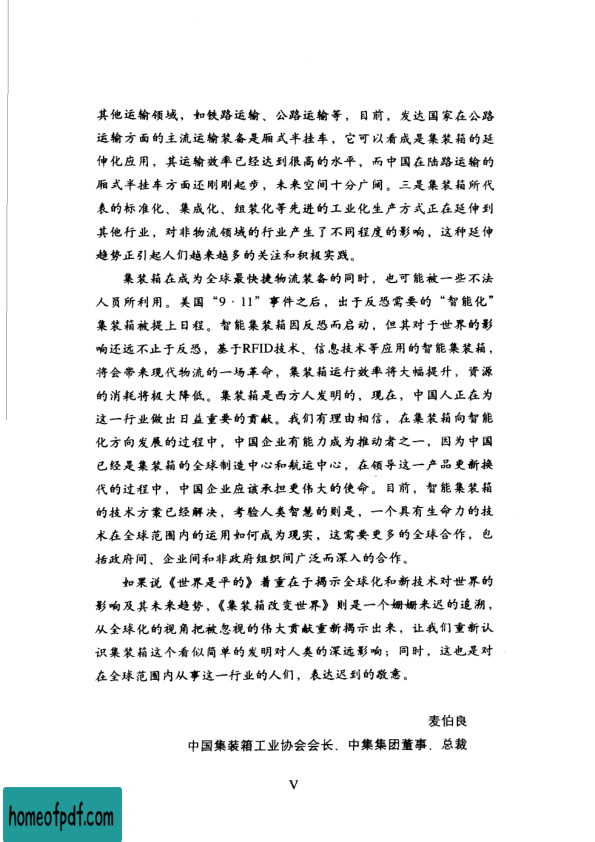 其他运输领域，如铁路运输、公路运输等，目前，发达国家在公路
运输方面的主流运输装备是厢式半挂车，它可以看成是集装箱的延
伸化应用，其运输效率已经达到很高的水平，而中国在陆路运输的
厢式半挂车方面还刚刚起步，未来空间十分广阔。三是集装箱所代
表的标准化、集成化、组装化等先进的工业化生产方式正在延伸到
其他行业，对非物流领域的行业产生了不同程度的影响，这种延伸
趋势正引起人们越来越多的关注和积极实践。
集装箱在成为全球最快捷物流装备的同时，也可能被一些不法
人员所利用。美国“9·11”事件之后，出于反恐需要的“智能化”
集装箱被提上日程。智能集装箱因反恐而启动，但其对于世界的影
响还远不止于反恐，基于RFID技术、信息技术等应用的智能集装箱，
将会带来现代物流的一场革命，集装箱运行效率将大幅提升，资源
的消耗将极大降低。集装箱是西方人发明的，现在，中国人正在为
这一行业做出日益重要的贡献。我们有理由相信，在集装箱向智能
化方向发展的过程中，中国企业有能力成为推动者之一，因为中国
已经是集装箱的全球制造中心和航运中心，在领导这一产品更新换
代的过程中，中国企业应该承担更伟大的使命。目前，智能集装箱
的技术方案已经解决，考验人类智慧的则是，一个具有生命力的技
术在全球范围内的运用如何成为现实，这需要更多的全球合作，包
括政府间、企业间和非政府组织间广泛而深入的合作。
如果说《世界是平的》着重在于揭示全球化和新技术对世界的
影响及其未来趋势，《集装箱改变世界》则是一个姗姗来迟的追溯，
从全球化的视角把被忽视的伟大贡献重新揭示出来，让我们重新认
识集装箱这个看似简单的发明对人类的深远影响；同时，这也是对
在全球范围内从事这一行业的人们，表达迟到的敬意。
麦伯良
中国集装箱工业协会会长、中集集团董事、总裁
V
homeofpdf.com